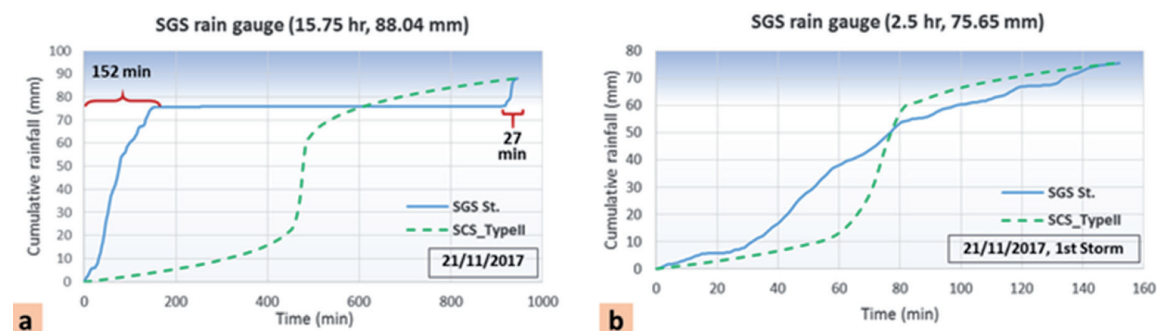 SGS rain gauge (15.75 hr, 88.04 mm)
Cumulative rainfall (mm)
100
90
80
70
60
50
40
30
20
10
0
152 min
27
min
SGS St.
SCS_TypeII
21/11/2017
0
200
400
600
800
1000
Time (min)
a
SGS rain gauge (2.5 hr, 75.65 mm)
Cumulative rainfall (mm)
80
70
60
50
40
30
20
10
0
SGS St.
SCS_TypeII
21/11/2017, 1st Storm
0
20
40
60
80
100
120
140
160
Time (min)
b